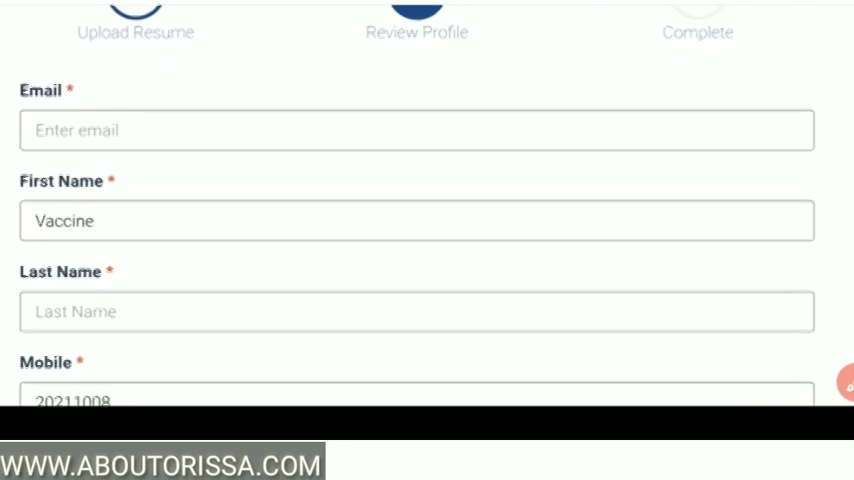 Upload Resume Review Profile Complete
Email *
Enter email
First Name *
Vaccine
Last Name *
Last Name
Mobile *
20211008
WWW.ABOUTORISSA.COM